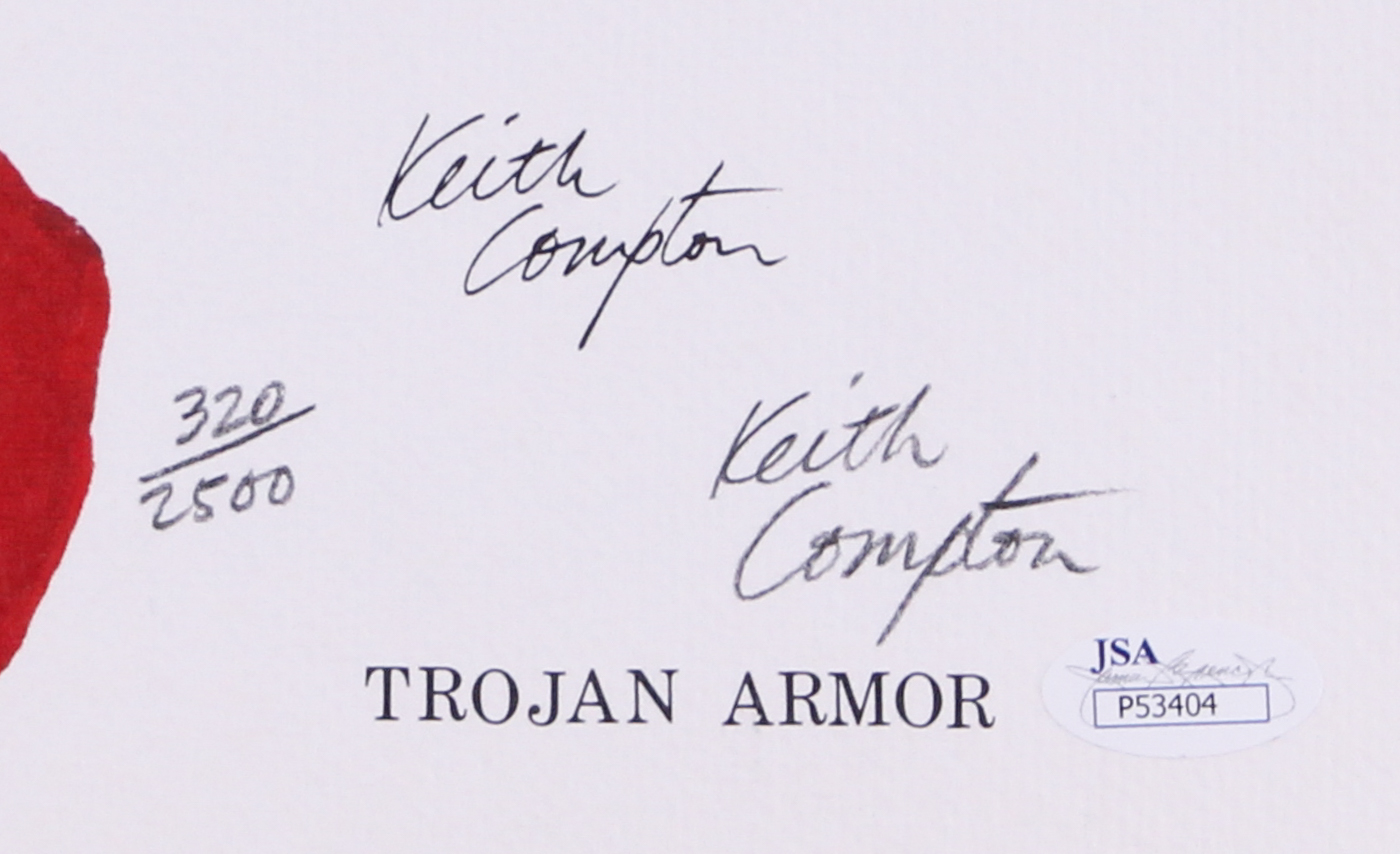 Keith
Compton
320/2500
Keith
Compton
TROJAN ARMOR
JSA
P53404